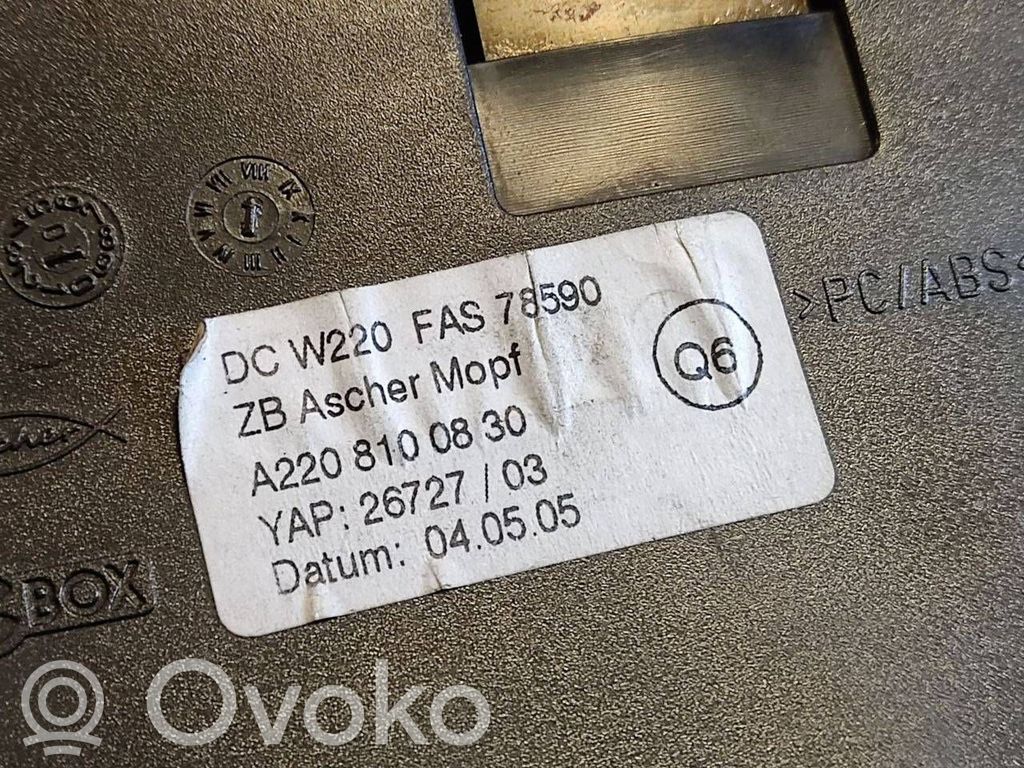 DC W220 FAS 78590
ZB Ascher Mopf
A220 810 08 30
YAP: 26727 / 03
Datum: 04.05.05
Q6
>PC/ABS<
BOX
Ovoko